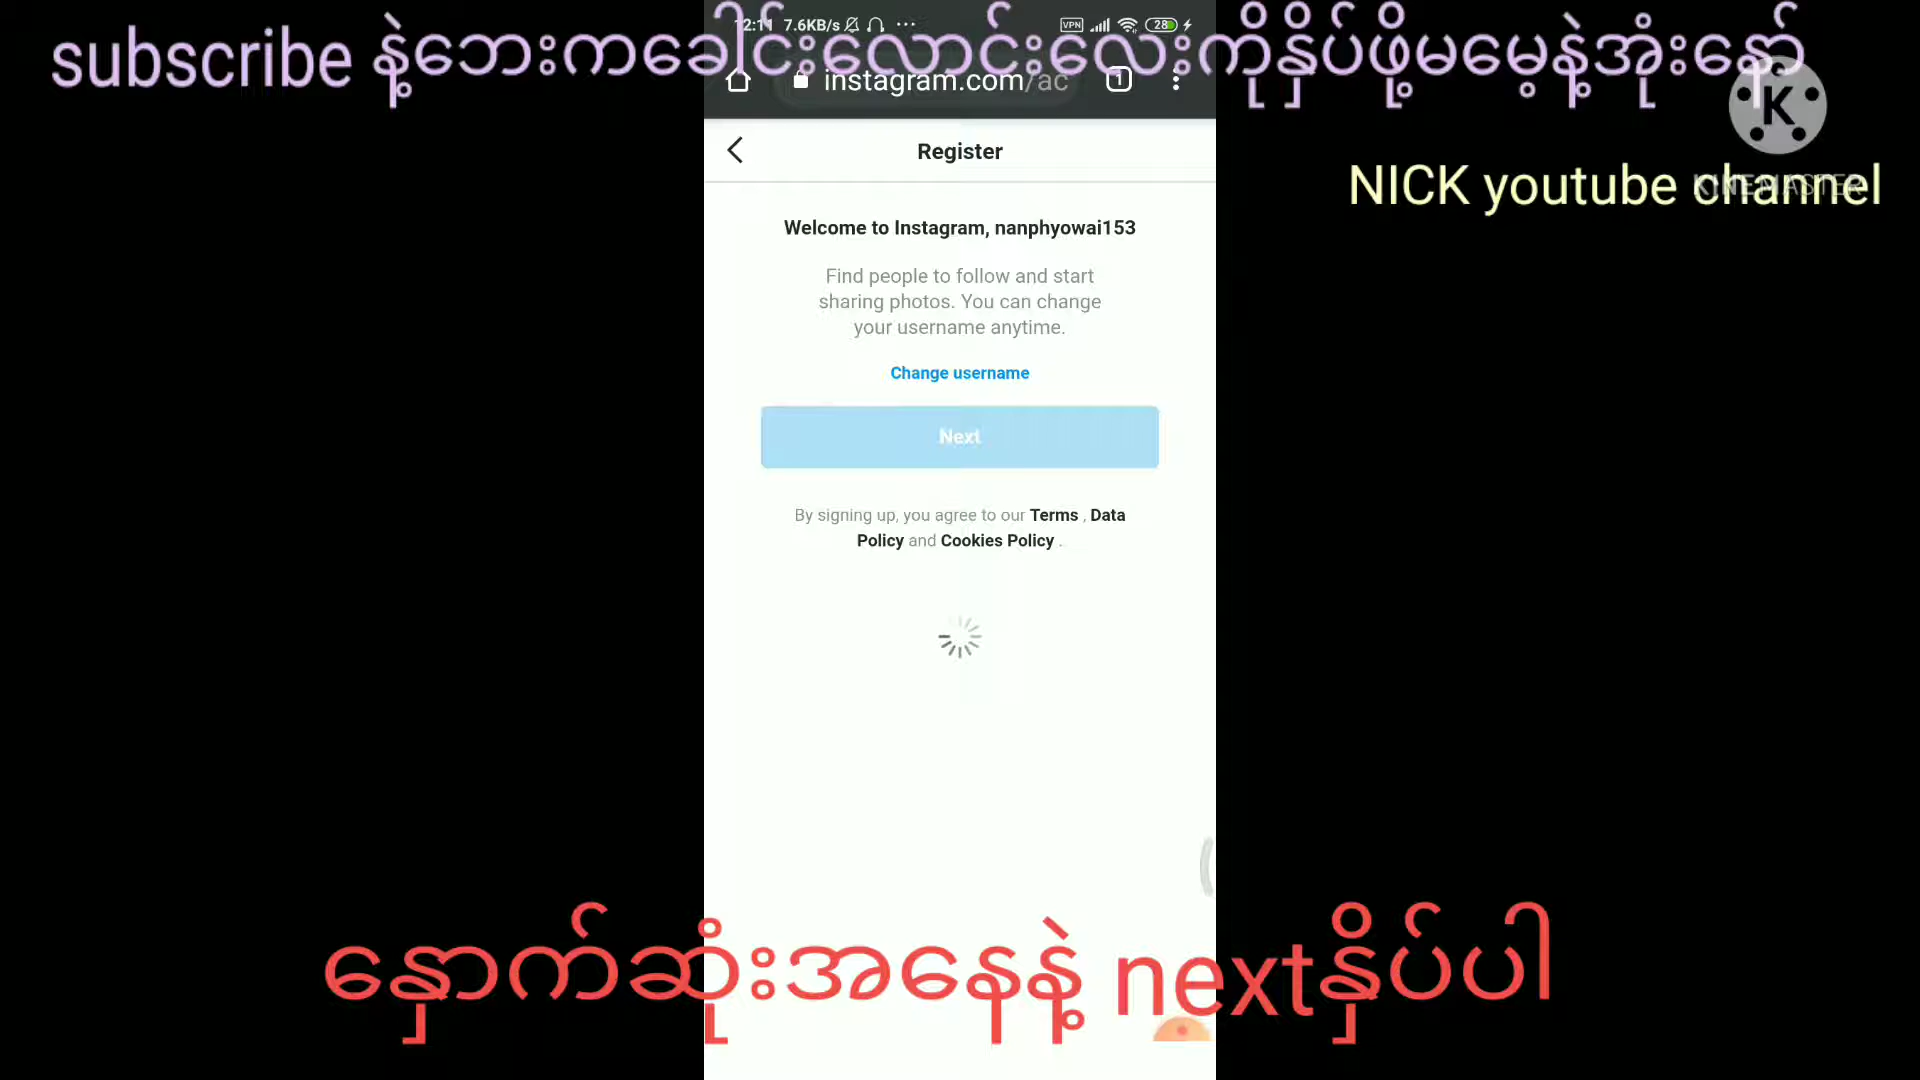 subscribe နဲ့ဘေးကခေါင်းလောင်းလေးကိုနှိပ်ဖို့မမေ့နဲ့အုံးနော်
12:11 7.6KB/s VPN 28
instagram.com/ac 1
K
KINEMASTER
NICK youtube channel
Register
Welcome to Instagram, nanphyowai153
Find people to follow and start
sharing photos. You can change
your username anytime.
Change username
Next
By signing up, you agree to our Terms , Data
Policy and Cookies Policy .
နှောက်ဆုံးအနေနဲ့ nextနှိပ်ပါ